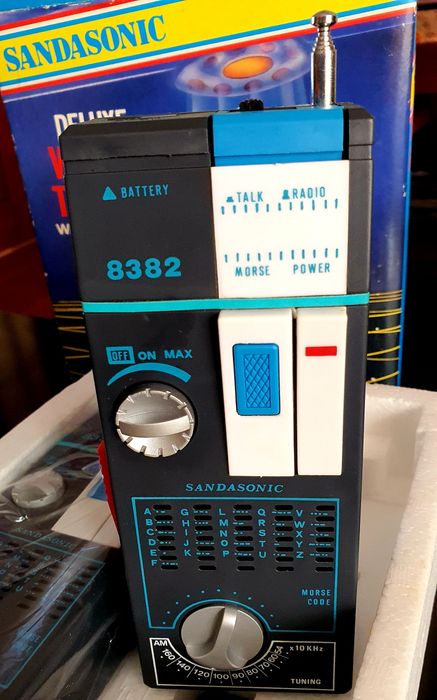 SANDASONIC
DELUXE
W
T
W
BATTERY
TALK RADIO
8382
MORSE POWER
OFF ON MAX
SANDASONIC
A G L Q V
B H M R W
C I N S X
D J O T Y
E K P U Z
F
MORSE
CODE
AM 160 140 120 100 90 80 70 60 54 x 10 KHz
TUNING